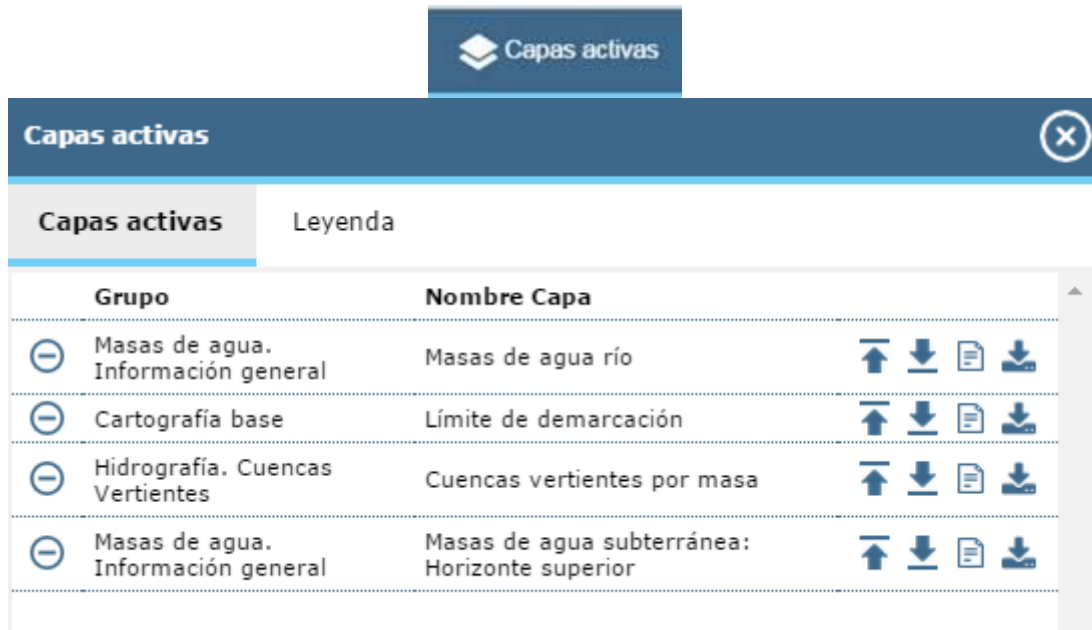 Capas activas
Capas activas
Capas activas Leyenda
Grupo Nombre Capa
Masas de agua.
Información general
Masas de agua río
Cartografía base Límite de demarcación
Hidrografía. Cuencas
Vertientes
Cuencas vertientes por masa
Masas de agua.
Información general
Masas de agua subterránea:
Horizonte superior